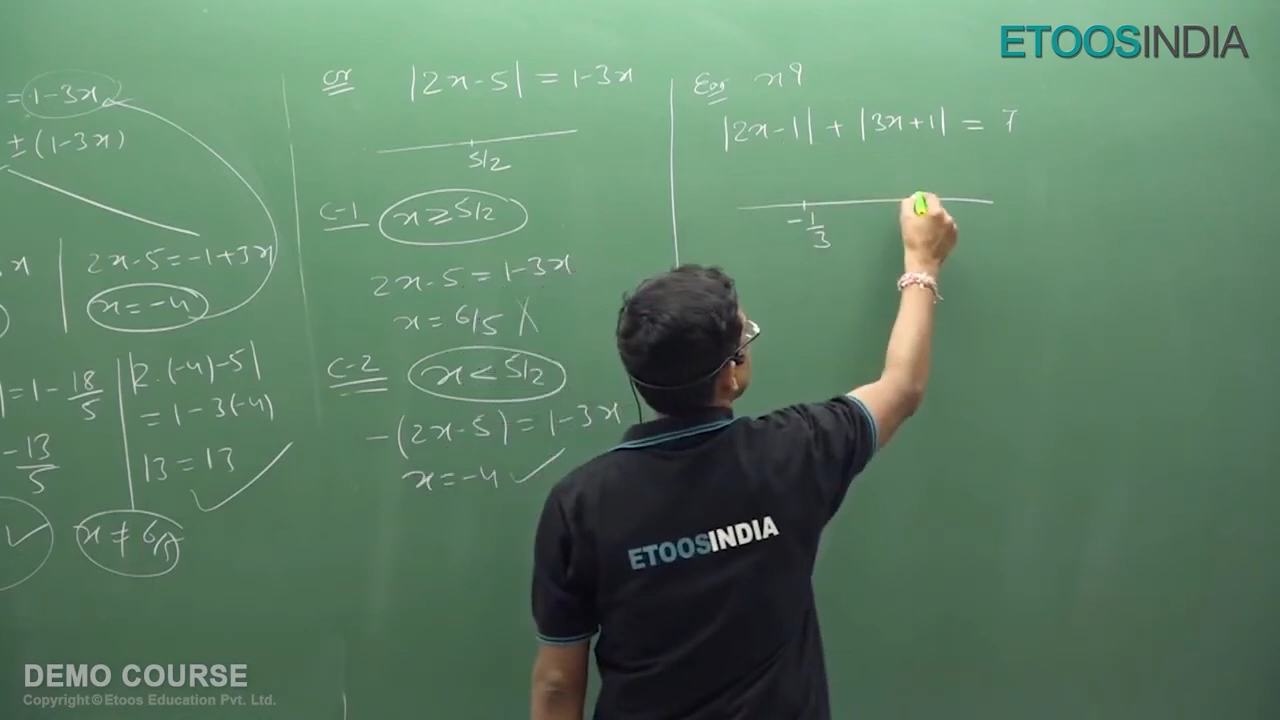 ETOOSINDIA
= 1-3x
±(1-3x)
x
2x-5=-1+3x
x=-4
= 1- 18/5
-13/5
2.(-4)-5|
= 1-3(-4)
13=13
x ≠ 6/5
or |2x-5| = 1-3x
5/2
C-1 x ≥ 5/2
2x-5=1-3x
x = 6/5 X
C-2 x < 5/2
-(2x-5)=1-3x
x=-4 ✓
x?
|2x-1| + |3x+1| = 7
-1/3
ETOOSINDIA
DEMO COURSE
Copyright©Etoos Education Pvt. Ltd.